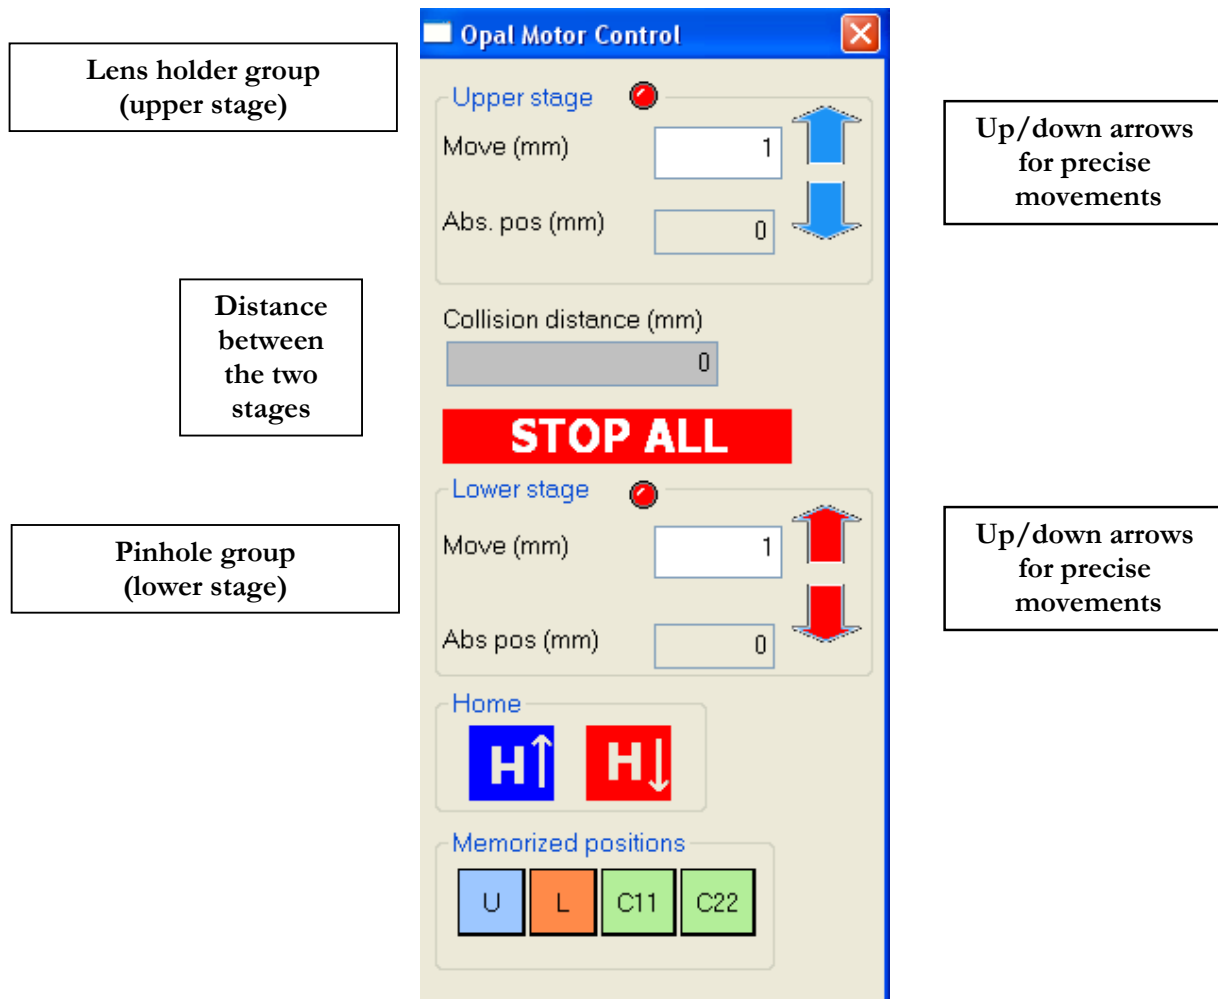 Opal Motor Control
Lens holder group
(upper stage)
Upper stage
Move (mm)
1
Abs. pos (mm)
0
Up/down arrows
for precise
movements
Distance
between
the two
stages
Collision distance (mm)
0
STOP ALL
Pinhole group
(lower stage)
Lower stage
Move (mm)
1
Abs pos (mm)
0
Up/down arrows
for precise
movements
Home
H
H
Memorized positions
U
L
C11
C22